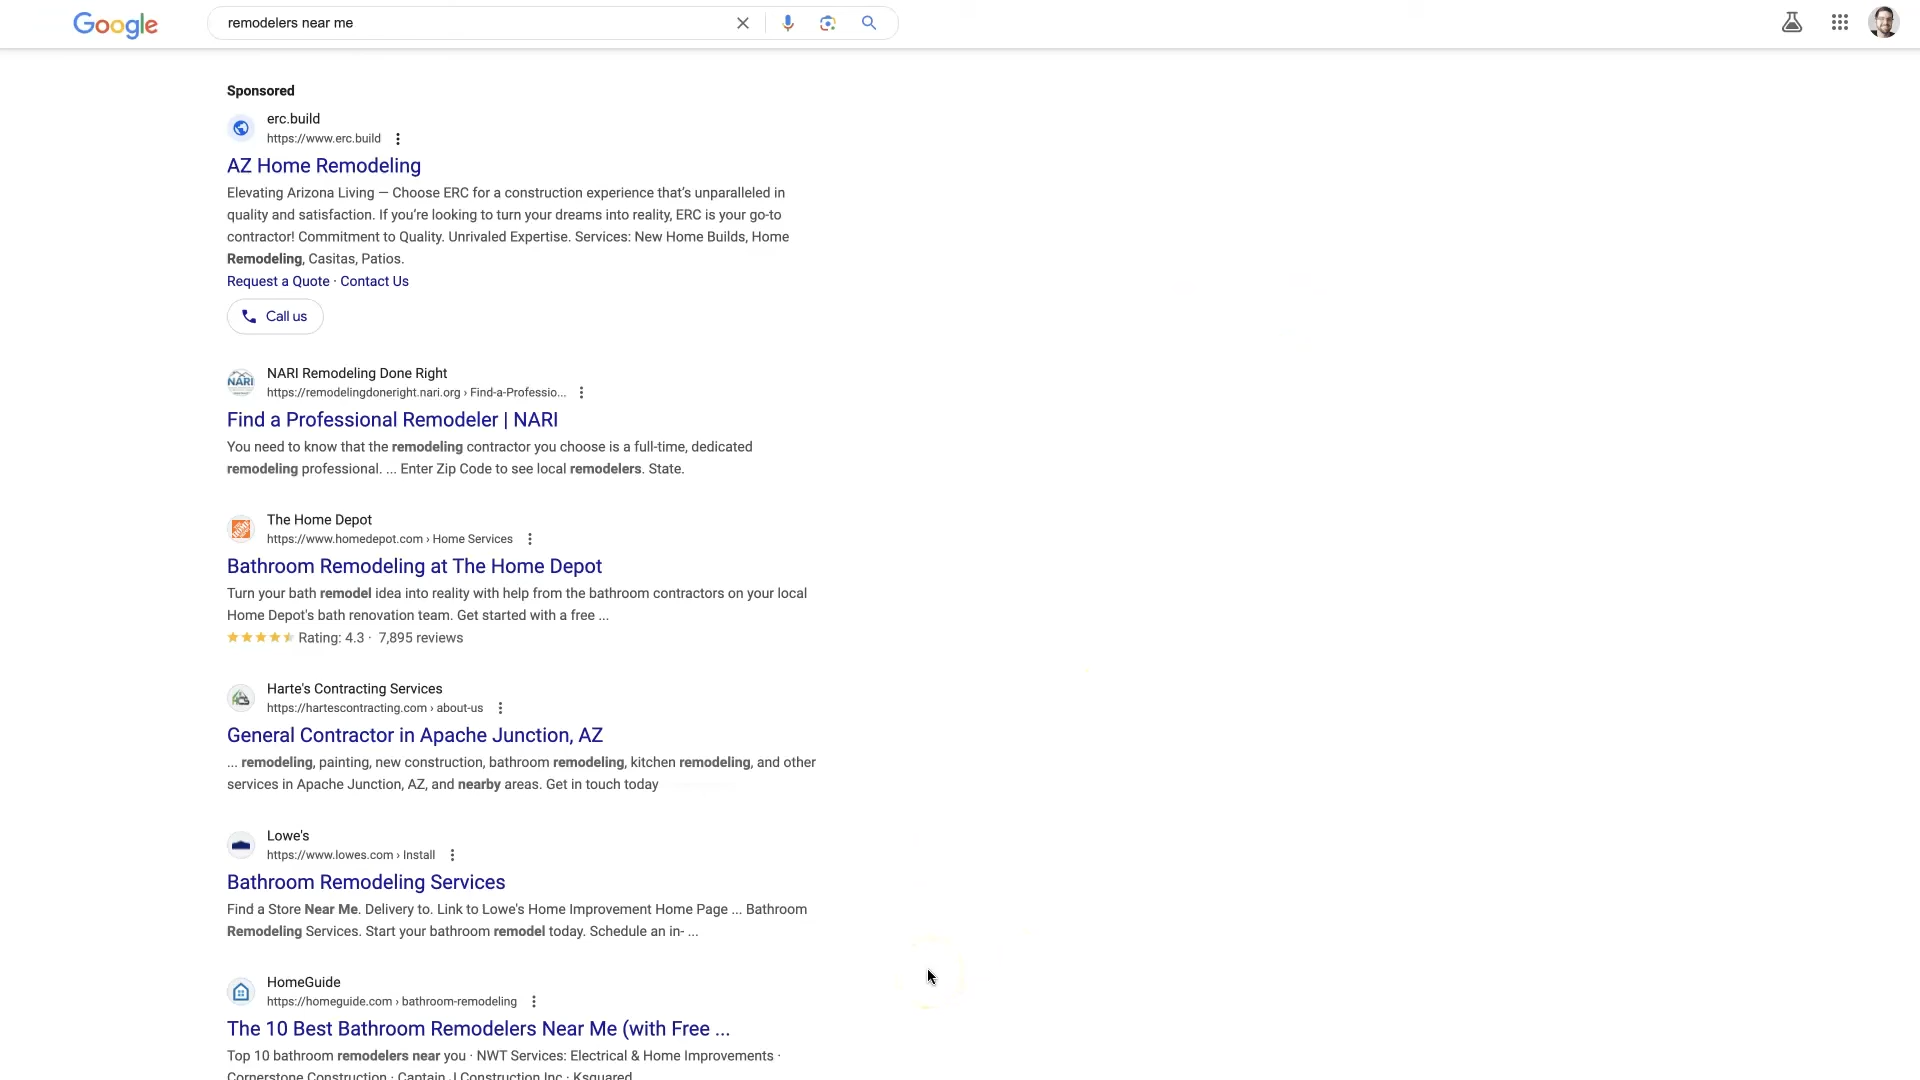 Google
remodelers near me
Sponsored
erc.build
https://www.erc.build
AZ Home Remodeling
Elevating Arizona Living — Choose ERC for a construction experience that's unparalleled in
quality and satisfaction. If you're looking to turn your dreams into reality, ERC is your go-to
contractor! Commitment to Quality. Unrivaled Expertise. Services: New Home Builds, Home
Remodeling, Casitas, Patios.
Request a Quote · Contact Us
Call us
NARI
NARI Remodeling Done Right
https://remodelingdoneright.nari.org › Find-a-Professio...
Find a Professional Remodeler | NARI
You need to know that the remodeling contractor you choose is a full-time, dedicated
remodeling professional. ... Enter Zip Code to see local remodelers. State.
The Home Depot
https://www.homedepot.com › Home Services
Bathroom Remodeling at The Home Depot
Turn your bath remodel idea into reality with help from the bathroom contractors on your local
Home Depot's bath renovation team. Get started with a free ...
Rating: 4.3 · 7,895 reviews
Harte's Contracting Services
https://hartescontracting.com › about-us
General Contractor in Apache Junction, AZ
... remodeling, painting, new construction, bathroom remodeling, kitchen remodeling, and other
services in Apache Junction, AZ, and nearby areas. Get in touch today
Lowe's
https://www.lowes.com › Install
Bathroom Remodeling Services
Find a Store Near Me. Delivery to. Link to Lowe's Home Improvement Home Page ... Bathroom
Remodeling Services. Start your bathroom remodel today. Schedule an in- ...
HomeGuide
https://homeguide.com › bathroom-remodeling
The 10 Best Bathroom Remodelers Near Me (with Free ...
Top 10 bathroom remodelers near you · NWT Services: Electrical & Home Improvements ·
Cornerstone Construction · Captain J Construction Inc · Ksquared